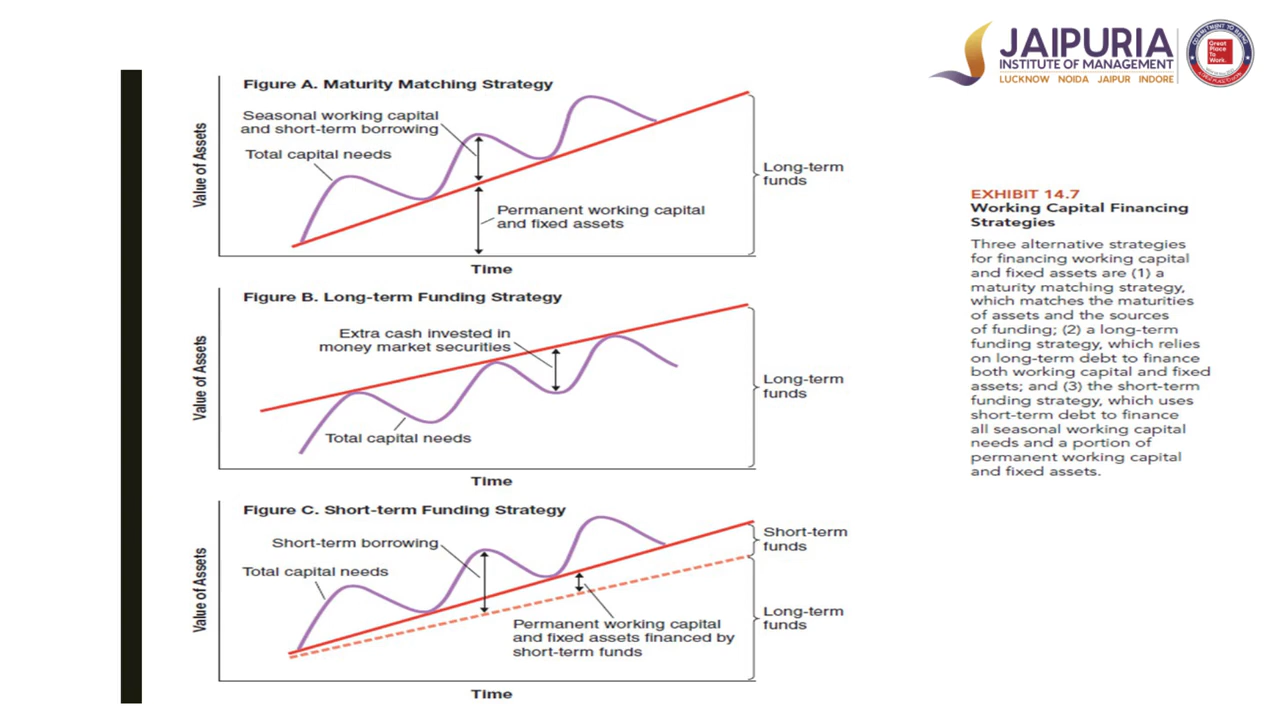 JAIPURIA
INSTITUTE OF MANAGEMENT
LUCKNOW NOIDA JAIPUR INDORE
Great
Place
To
Work.
Figure A. Maturity Matching Strategy
Value of Assets
Seasonal working capital
and short-term borrowing
Total capital needs
Permanent working capital
and fixed assets
Long-term
funds
Time
Figure B. Long-term Funding Strategy
Value of Assets
Extra cash invested in
money market securities
Total capital needs
Long-term
funds
Time
Figure C. Short-term Funding Strategy
Value of Assets
Short-term borrowing
Total capital needs
Permanent working capital
and fixed assets financed by
short-term funds
Short-term
funds
Long-term
funds
Time
EXHIBIT 14.7
Working Capital Financing
Strategies
Three alternative strategies
for financing working capital
and fixed assets are (1) a
maturity matching strategy,
which matches the maturities
of assets and the sources
of funding; (2) a long-term
funding strategy, which relies
on long-term debt to finance
both working capital and fixed
assets; and (3) the short-term
funding strategy, which uses
short-term debt to finance
all seasonal working capital
needs and a portion of
permanent working capital
and fixed assets.